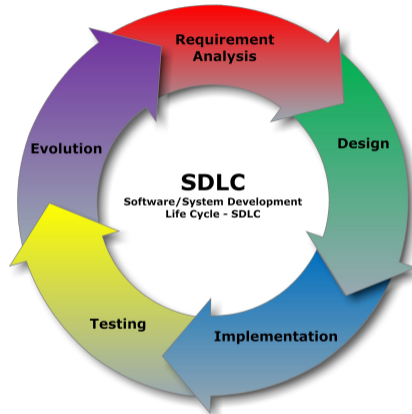 Requirement
Analysis
Design
Evolution
SDLC
Software/System Development
Life Cycle - SDLC
Testing
Implementation